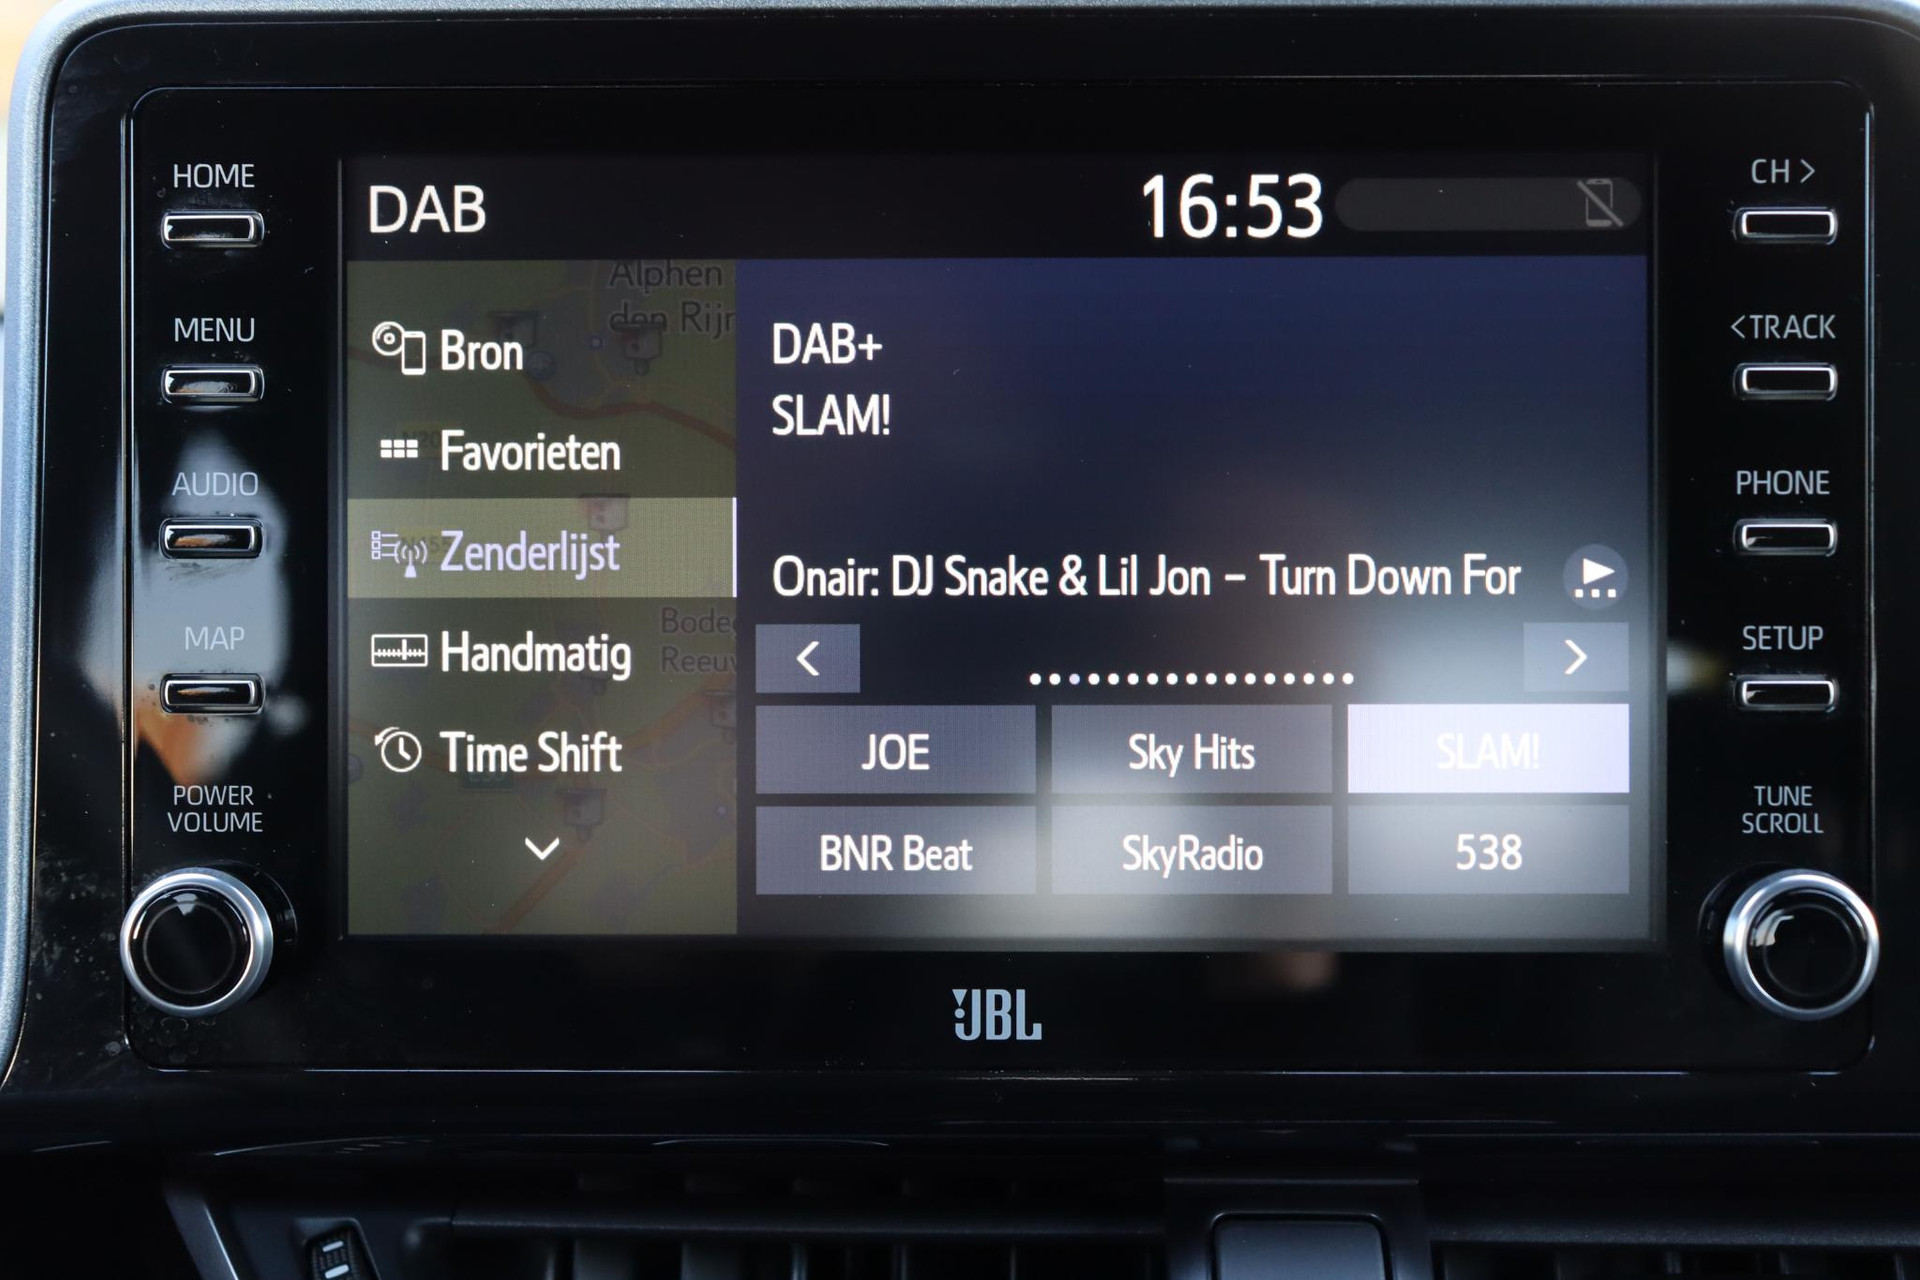 HOME
MENU
AUDIO
MAP
POWER
VOLUME
DAB
16:53
Alphen
den Rijn
Bron
Favorieten
Zenderlijst
Handmatig
Time Shift
DAB+
SLAM!
Onair: DJ Snake & Lil Jon – Turn Down For
<
>
JOE
Sky Hits
SLAM!
BNR Beat
SkyRadio
538
CH >
<TRACK
PHONE
SETUP
TUNE
SCROLL
JBL